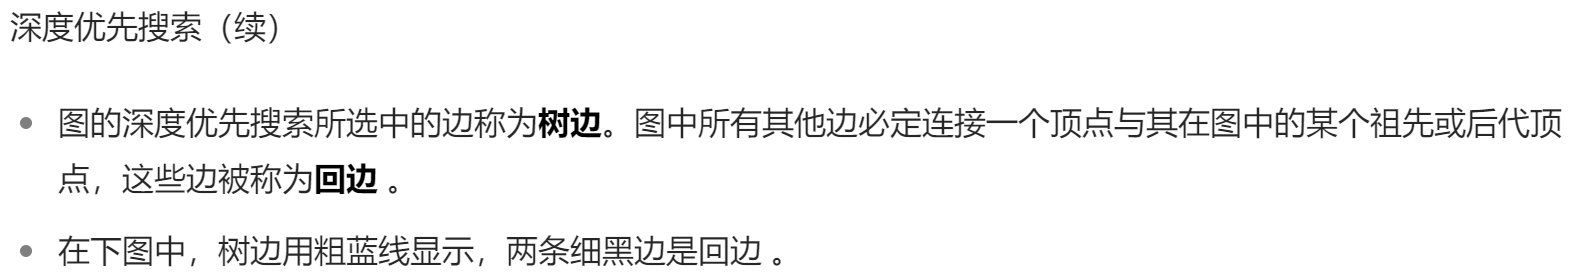 深度优先搜索（续）
图的深度优先搜索所选中的边称为树边。图中所有其他边必定连接一个顶点与其在图中的某个祖先或后代顶
点，这些边被称为回边 。
在下图中，树边用粗蓝线显示，两条细黑边是回边 。